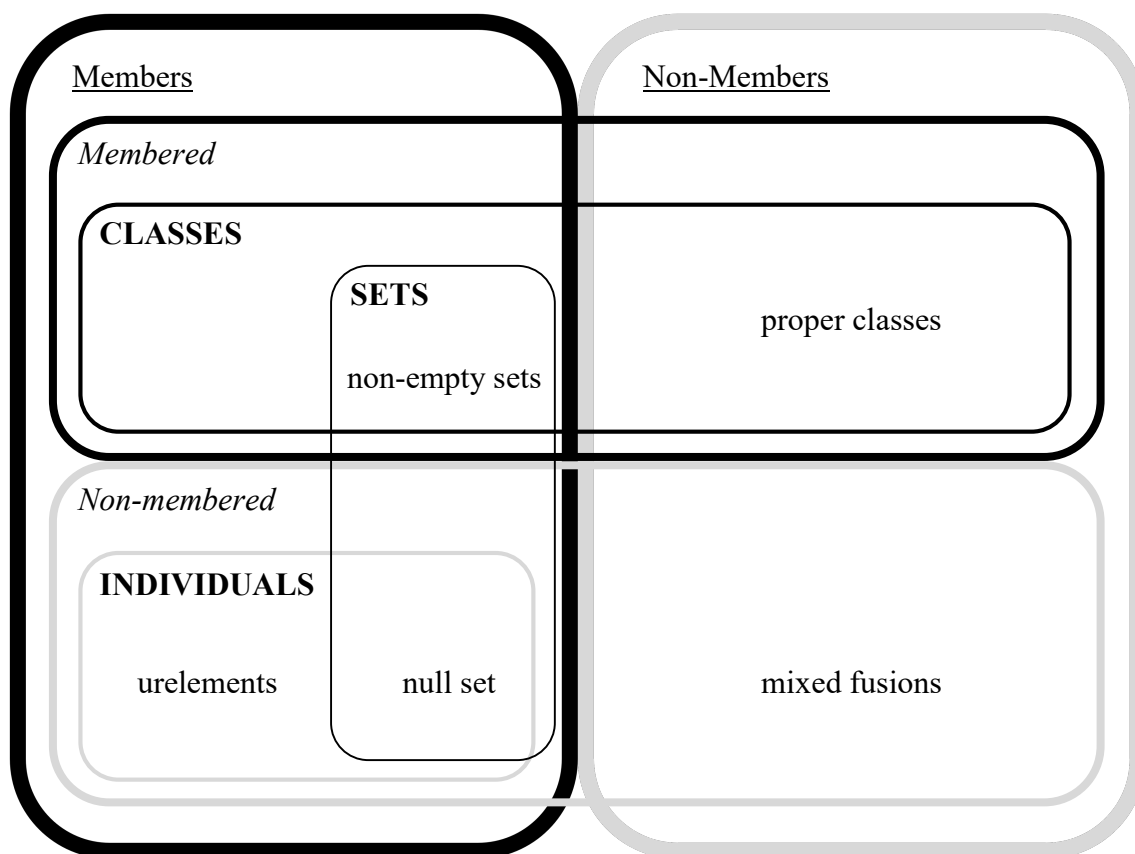 Members
Non-Members
Membered
CLASSES
SETS
proper classes
non-empty sets
Non-membered
INDIVIDUALS
urelements
null set
mixed fusions